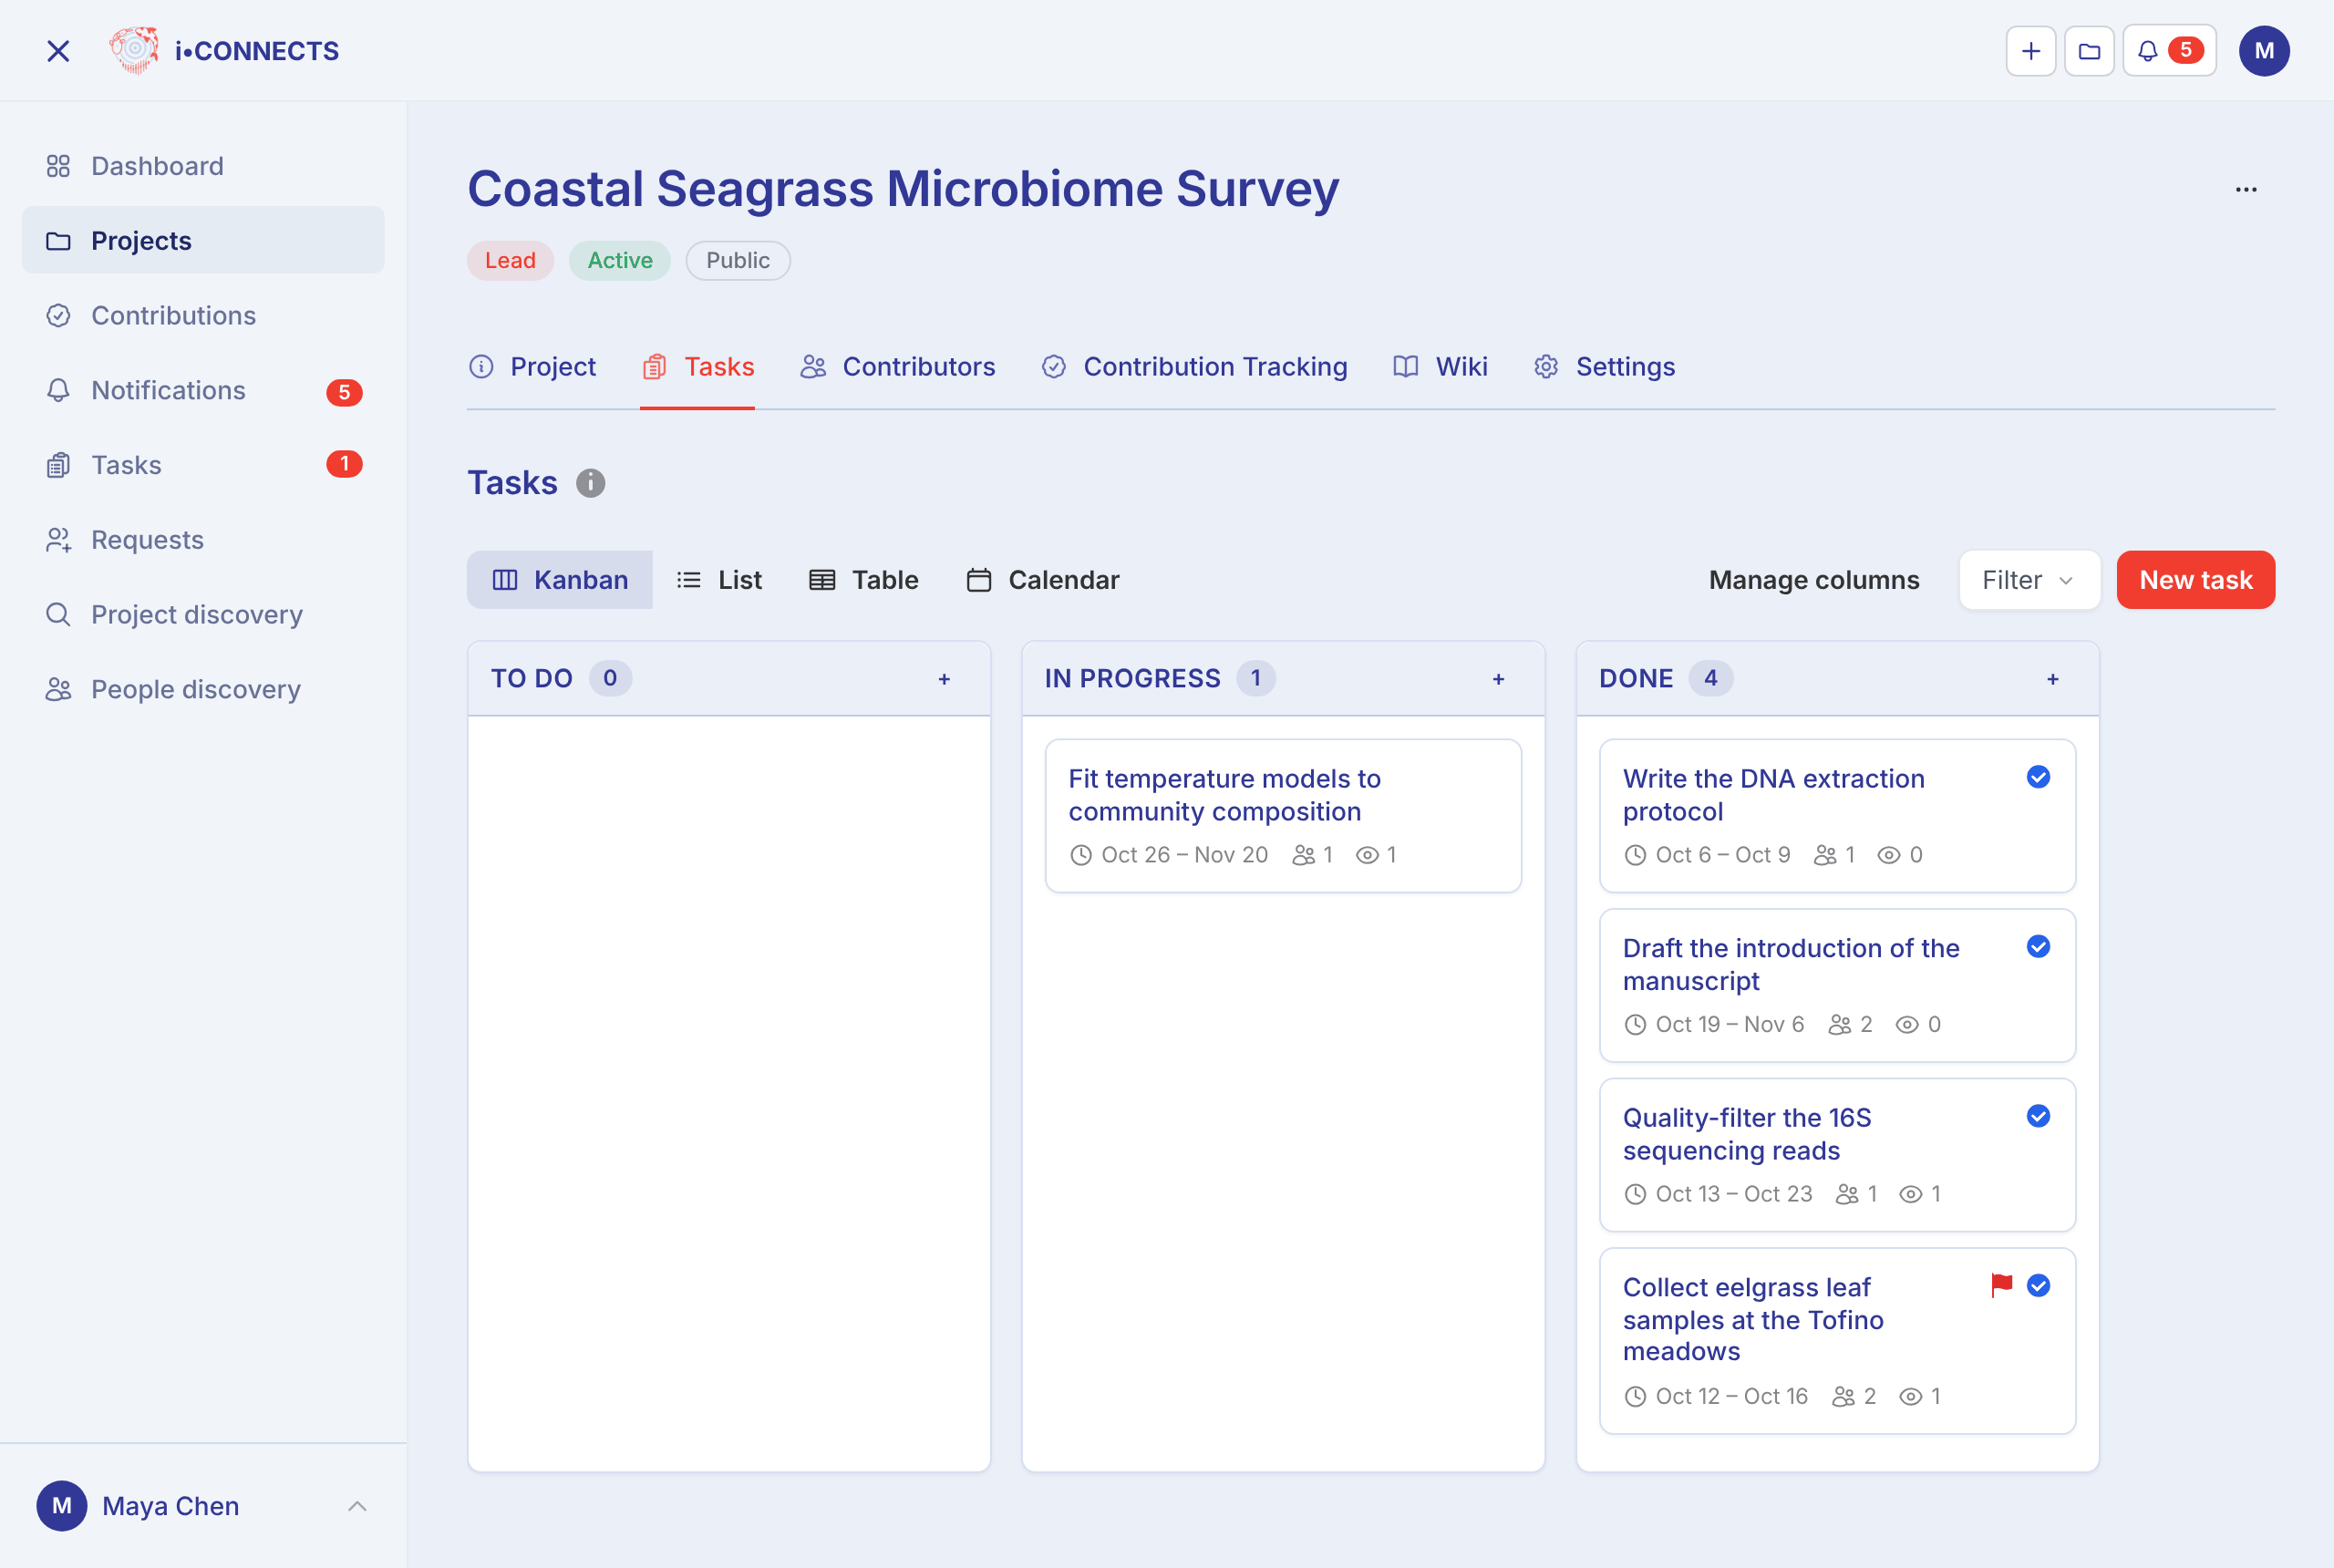 i•CONNECTS
5
M
Dashboard
Projects
Contributions
Notifications
5
Tasks
1
Requests
Project discovery
People discovery
M
Maya Chen
Coastal Seagrass Microbiome Survey
Lead
Active
Public
Project
Tasks
Contributors
Contribution Tracking
Wiki
Settings
Tasks
Kanban
List
Table
Calendar
Manage columns
Filter
New task
TO DO 0
+
IN PROGRESS 1
+
Fit temperature models to
community composition
Oct 26 – Nov 20 1 1
DONE 4
+
Write the DNA extraction
protocol
Oct 6 – Oct 9 1 0
Draft the introduction of the
manuscript
Oct 19 – Nov 6 2 0
Quality-filter the 16S
sequencing reads
Oct 13 – Oct 23 1 1
Collect eelgrass leaf
samples at the Tofino
meadows
Oct 12 – Oct 16 2 1